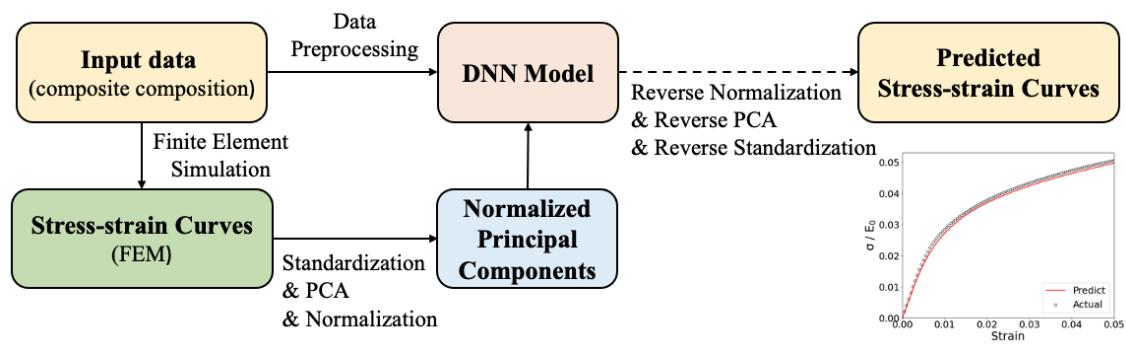 Input data
(composite composition)
Data
Preprocessing
DNN Model
Reverse Normalization
& Reverse PCA
& Reverse Standardization
Predicted
Stress-strain Curves
Finite Element
Simulation
Stress-strain Curves
(FEM)
Standardization
& PCA
& Normalization
Normalized
Principal
Components
σ / E₀
0.05
0.04
0.03
0.02
0.01
0.00
0.00 0.01 0.02 0.03 0.04 0.05
Strain
Predict
Actual